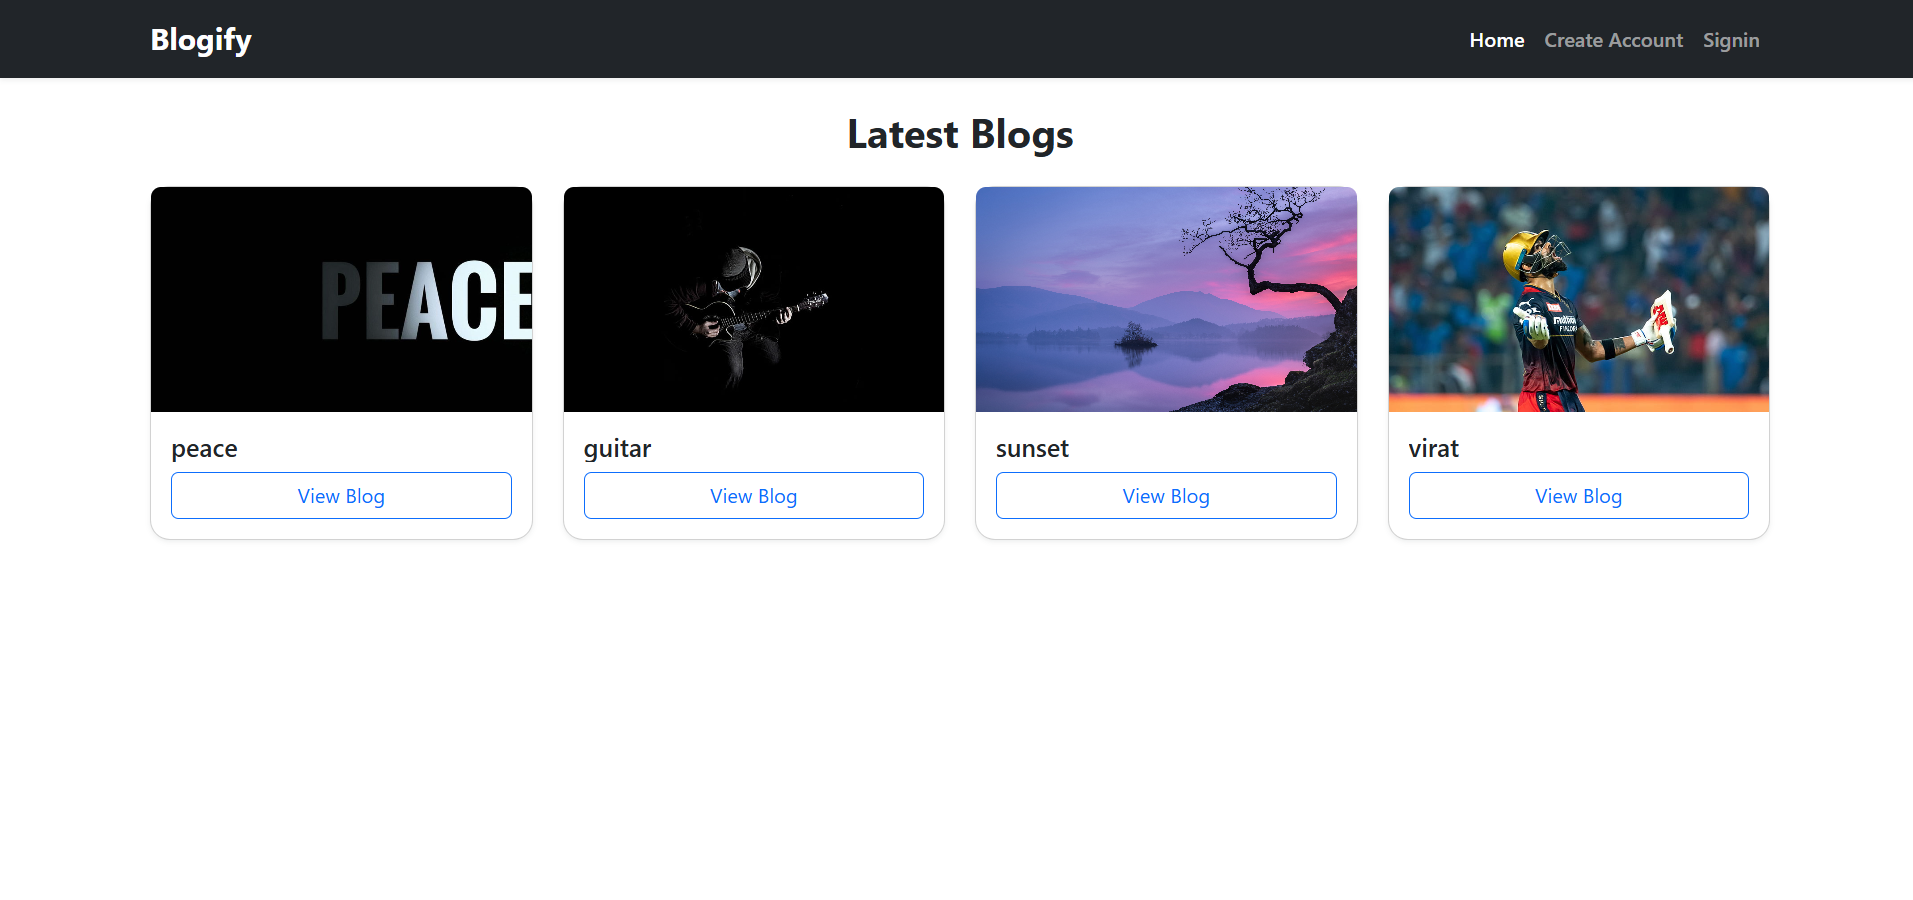 Blogify
Home Create Account Signin
Latest Blogs
PEACE
peace
View Blog
guitar
View Blog
sunset
View Blog
virat
View Blog